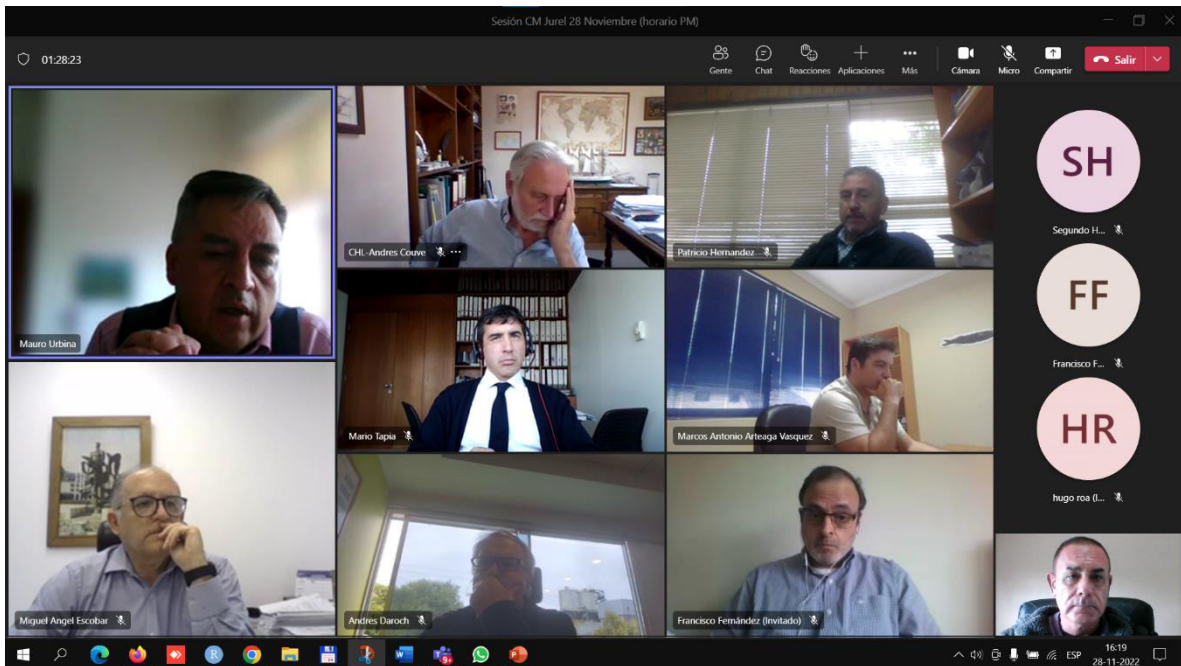 Sesión CM Jurel 28 Noviembre (horario PM)
01:28:23
Gente
Chat
Reacciones
Aplicaciones
Más
Cámara
Micro
Compartir
Salir
Mauro Urbina
CHL-Andres Couve
Patricio Hernandez
SH
Segundo H...
Mario Tapia
Marcos Antonio Arteaga Vasquez
FF
Francisco F...
HR
hugo roa (I...
Miguel Angel Escobar
Andres Daroch
Francisco Fernández (Invitado)
R
W
9+
P
ESP
16:19
28-11-2022